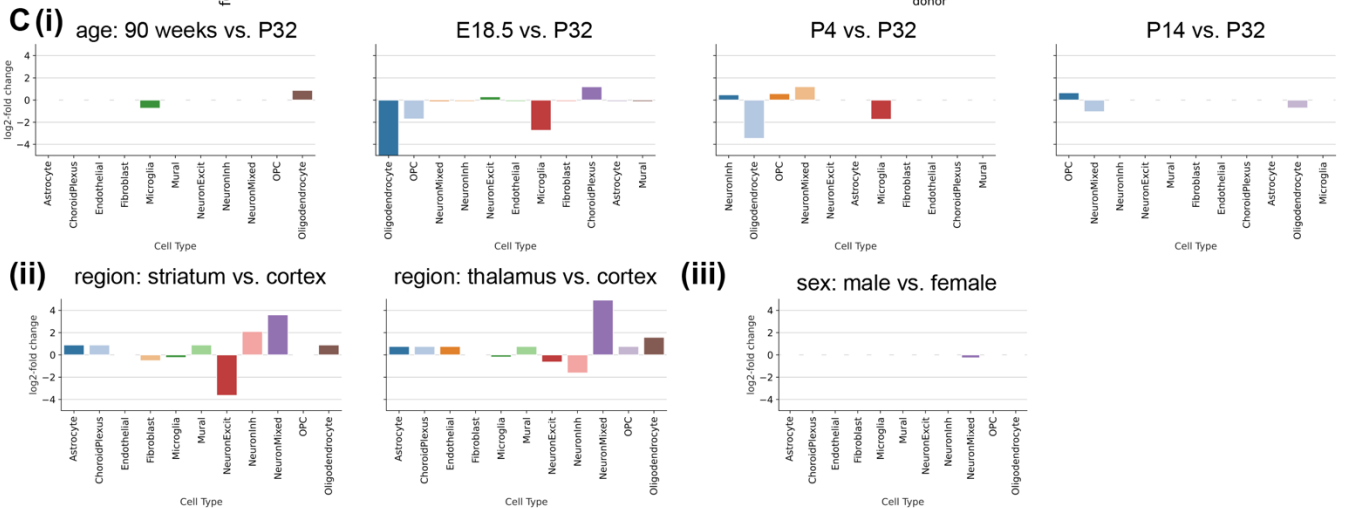 donor
C (i)
age: 90 weeks vs. P32
E18.5 vs. P32
P4 vs. P32
P14 vs. P32
log2-fold change
4
2
0
−2
−4
Astrocyte
ChoroidPlexus
Endothelial
Fibroblast
Microglia
Mural
NeuronExcit
NeuronInh
NeuronMixed
OPC
Oligodendrocyte
Cell Type
Oligodendrocyte
OPC
NeuronMixed
NeuronInh
NeuronExcit
Endothelial
Microglia
Fibroblast
ChoroidPlexus
Astrocyte
Mural
Cell Type
NeuronInh
Oligodendrocyte
OPC
NeuronMixed
NeuronExcit
Astrocyte
Microglia
Fibroblast
Endothelial
ChoroidPlexus
Mural
Cell Type
OPC
NeuronMixed
NeuronInh
NeuronExcit
Mural
Fibroblast
Endothelial
ChoroidPlexus
Astrocyte
Oligodendrocyte
Microglia
Cell Type
(ii)
region: striatum vs. cortex
region: thalamus vs. cortex
log2-fold change
4
2
0
−2
−4
Astrocyte
ChoroidPlexus
Endothelial
Fibroblast
Microglia
Mural
NeuronExcit
NeuronInh
NeuronMixed
OPC
Oligodendrocyte
Cell Type
Astrocyte
ChoroidPlexus
Endothelial
Fibroblast
Microglia
Mural
NeuronExcit
NeuronInh
NeuronMixed
OPC
Oligodendrocyte
Cell Type
(iii)
sex: male vs. female
log2-fold change
4
2
0
−2
−4
Astrocyte
ChoroidPlexus
Endothelial
Fibroblast
Microglia
Mural
NeuronExcit
NeuronInh
NeuronMixed
OPC
Oligodendrocyte
Cell Type